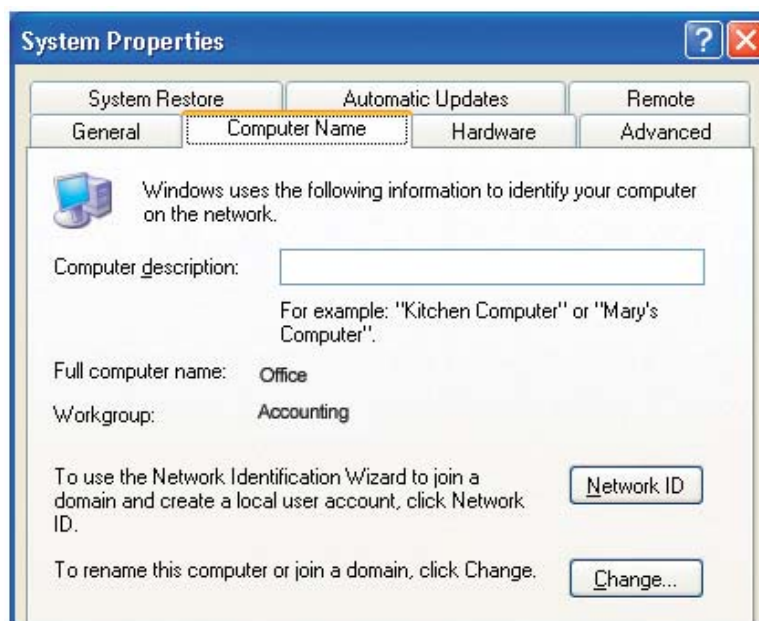 System Properties
?
System Restore
Automatic Updates
Remote
General
Computer Name
Hardware
Advanced
Windows uses the following information to identify your computer
on the network.
Computer description:
For example: "Kitchen Computer" or "Mary's
Computer".
Full computer name: Office
Workgroup: Accounting
To use the Network Identification Wizard to join a
domain and create a local user account, click Network
ID.
Network ID
To rename this computer or join a domain, click Change.
Change...